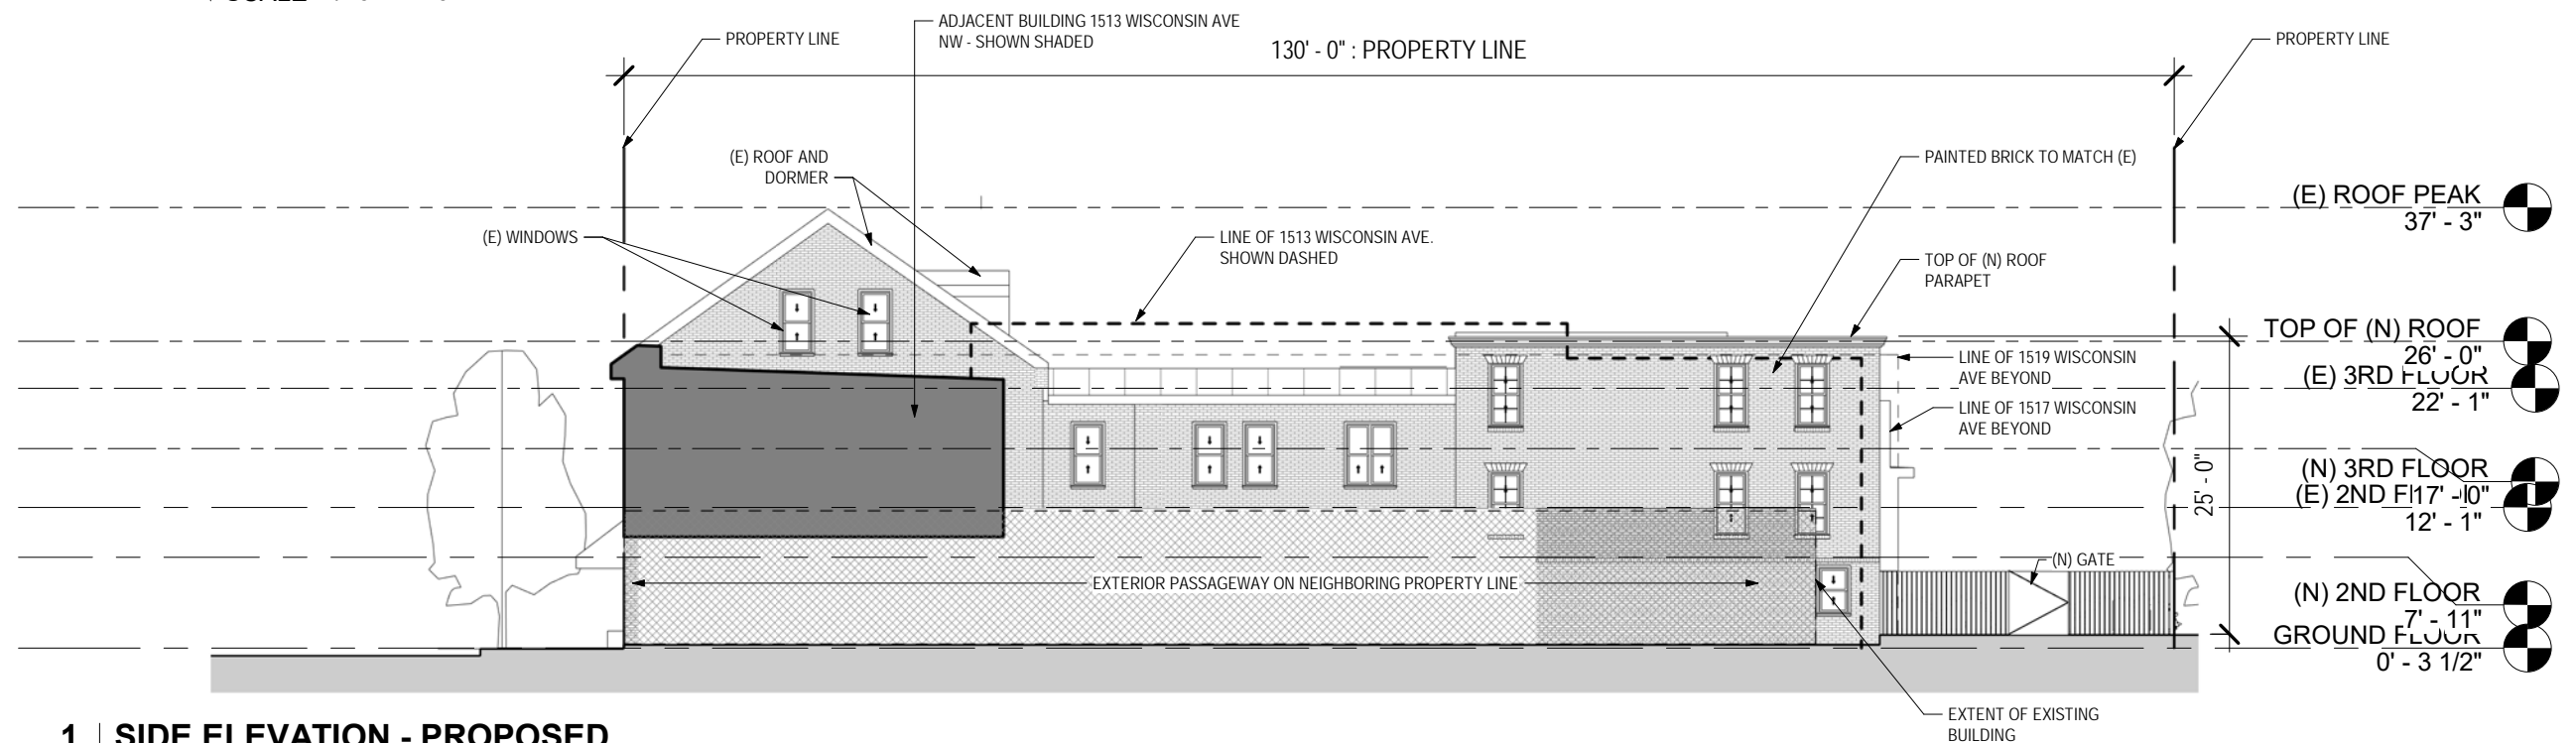 ADJACENT BUILDING 1513 WISCONSIN AVE
NW - SHOWN SHADED
PROPERTY LINE
130' - 0" : PROPERTY LINE
PROPERTY LINE
(E) ROOF AND
DORMER
PAINTED BRICK TO MATCH (E)
(E) ROOF PEAK
37' - 3"
(E) WINDOWS
LINE OF 1513 WISCONSIN AVE.
SHOWN DASHED
TOP OF (N) ROOF
PARAPET
TOP OF (N) ROOF
26' - 0"
LINE OF 1519 WISCONSIN
AVE BEYOND
(E) 3RD FLOOR
22' - 1"
LINE OF 1517 WISCONSIN
AVE BEYOND
(N) 3RD FLOOR
17' - 0"
(E) 2ND
12' - 1"
25' - 0"
(N) GATE
EXTERIOR PASSAGEWAY ON NEIGHBORING PROPERTY LINE
(N) 2ND FLOOR
7' - 11"
GROUND FLOOR
0' - 3 1/2"
EXTENT OF EXISTING
BUILDING
1 SIDE ELEVATION - PROPOSED